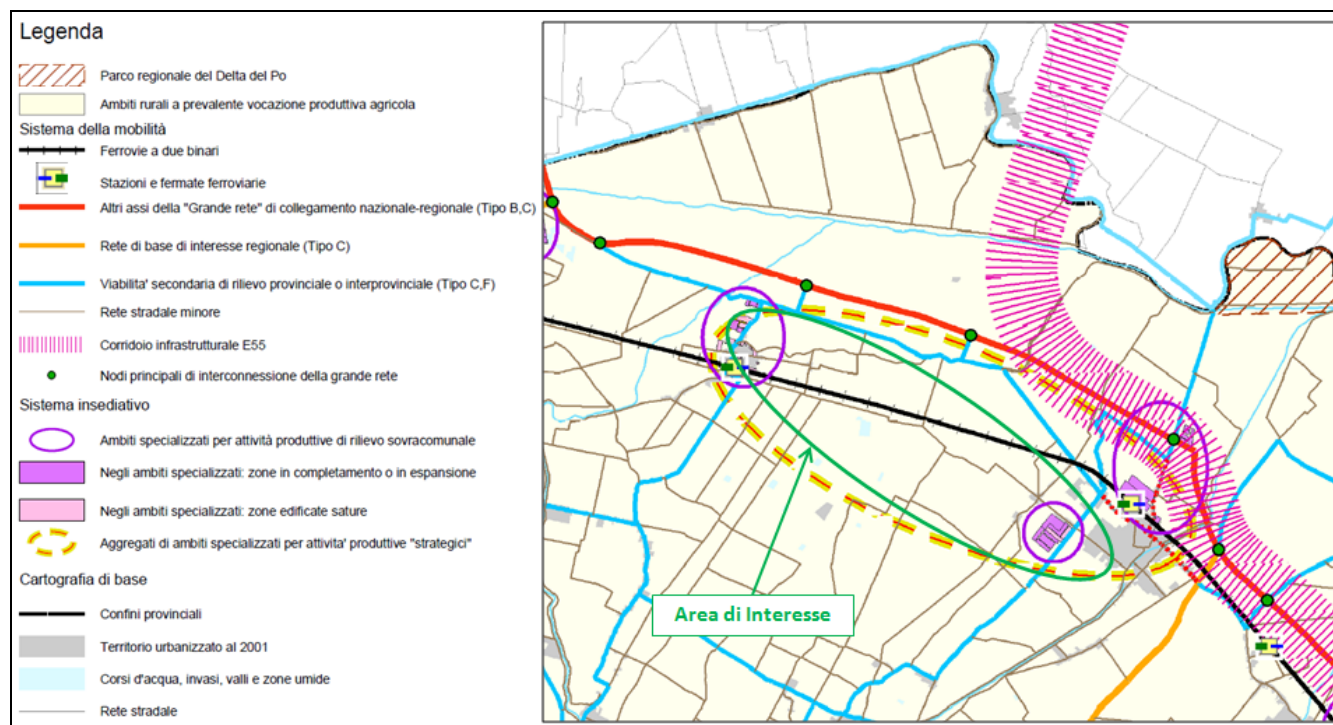 Legenda
Parco regionale del Delta del Po
Ambiti rurali a prevalente vocazione produttiva agricola
Sistema della mobilità
Ferrovie a due binari
Stazioni e fermate ferroviarie
Altri assi della "Grande rete" di collegamento nazionale-regionale (Tipo B,C)
Rete di base di interesse regionale (Tipo C)
Viabilita' secondaria di rilievo provinciale o interprovinciale (Tipo C,F)
Rete stradale minore
Corridoio infrastrutturale E55
Nodi principali di interconnessione della grande rete
Sistema insediativo
Ambiti specializzati per attività produttive di rilievo sovracomunale
Negli ambiti specializzati: zone in completamento o in espansione
Negli ambiti specializzati: zone edificate sature
Aggregati di ambiti specializzati per attivita' produttive "strategici"
Cartografia di base
Confini provinciali
Territorio urbanizzato al 2001
Corsi d'acqua, invasi, valli e zone umide
Rete stradale
Area di Interesse